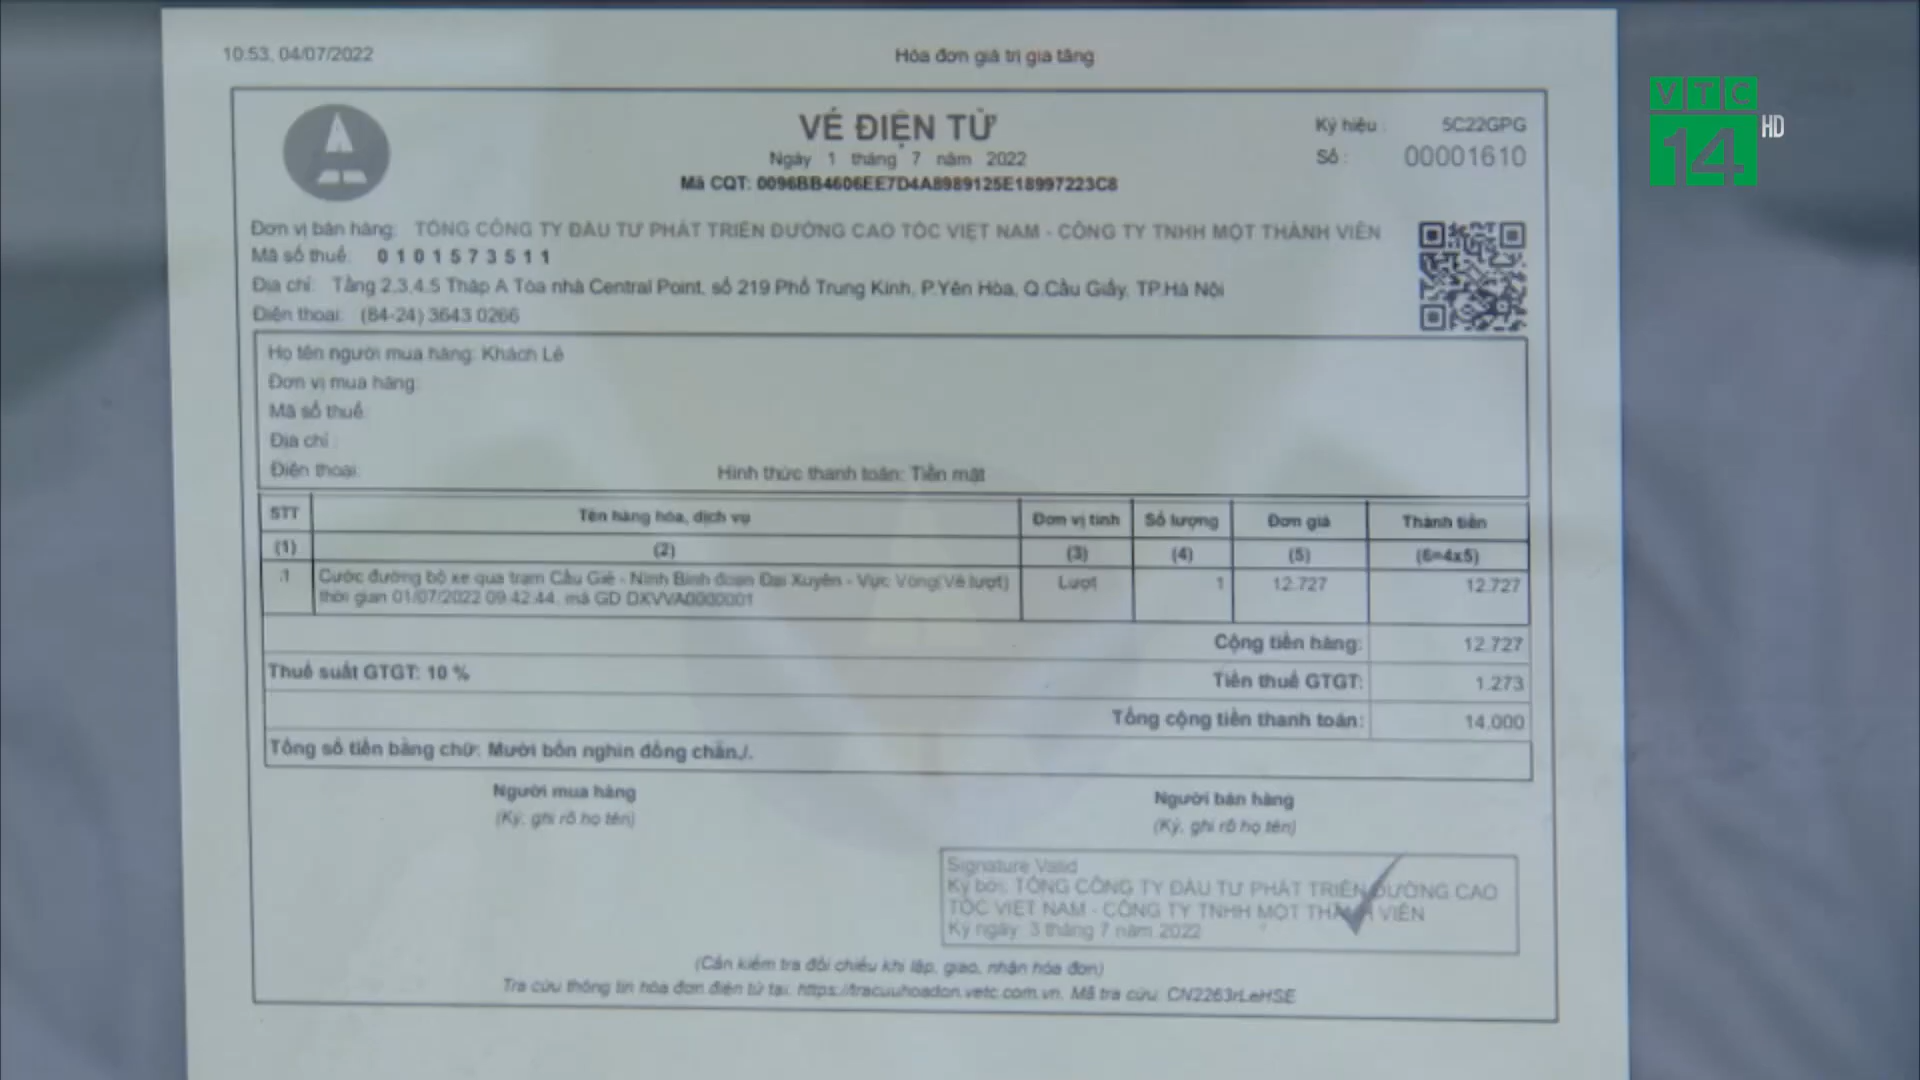 10:53, 04/07/2022
Hóa đơn giá trị gia tăng
VTC
14 HD
VÉ ĐIỆN TỬ
Ngày 1 tháng 7 năm 2022
Mã CQT: 0096BB4606EE7D4A8989125E18997223C8
Ký hiệu : 5C22GPG
Số : 00001610
Đơn vị bán hàng: TỔNG CÔNG TY ĐẦU TƯ PHÁT TRIỂN ĐƯỜNG CAO TỐC VIỆT NAM - CÔNG TY TNHH MỘT THÀNH VIÊN
Mã số thuế: 0101573511
Địa chỉ: Tầng 2,3,4,5 Tháp A Tòa nhà Central Point, số 219 Phố Trung Kính, P.Yên Hòa, Q.Cầu Giấy, TP.Hà Nội
Điện thoại: (84-24) 3643 0266
Họ tên người mua hàng: Khách Lẻ
Đơn vị mua hàng:
Mã số thuế:
Địa chỉ :
Điện thoại:
Hình thức thanh toán: Tiền mặt
STT Tên hàng hóa, dịch vụ Đơn vị tính Số lượng Đơn giá Thành tiền
(1) (2) (3) (4) (5) (6=4x5)
1 Cước đường bộ xe qua trạm Cầu Giẽ - Ninh Bình đoạn Đại Xuyên - Vực Vòng(Vé lượt) Lượt 1 12.727 12.727
thời gian 01/07/2022 09:42:44, mã GD DXVVA0000001
Cộng tiền hàng: 12.727
Thuế suất GTGT: 10 % Tiền thuế GTGT: 1.273
Tổng cộng tiền thanh toán: 14.000
Tổng số tiền bằng chữ: Mười bốn nghìn đồng chẵn./.
Người mua hàng
(Ký, ghi rõ họ tên)
Người bán hàng
(Ký, ghi rõ họ tên)
Signature Valid
Ký bởi: TỔNG CÔNG TY ĐẦU TƯ PHÁT TRIỂN ĐƯỜNG CAO
TỐC VIỆT NAM - CÔNG TY TNHH MỘT THÀNH VIÊN
Ký ngày: 3 tháng 7 năm 2022
(Cần kiểm tra đối chiếu khi lập, giao, nhận hóa đơn)
Tra cứu thông tin hóa đơn điện tử tại: https://tracuuhoadon.vetc.com.vn. Mã tra cứu: CN2263rLeHSE